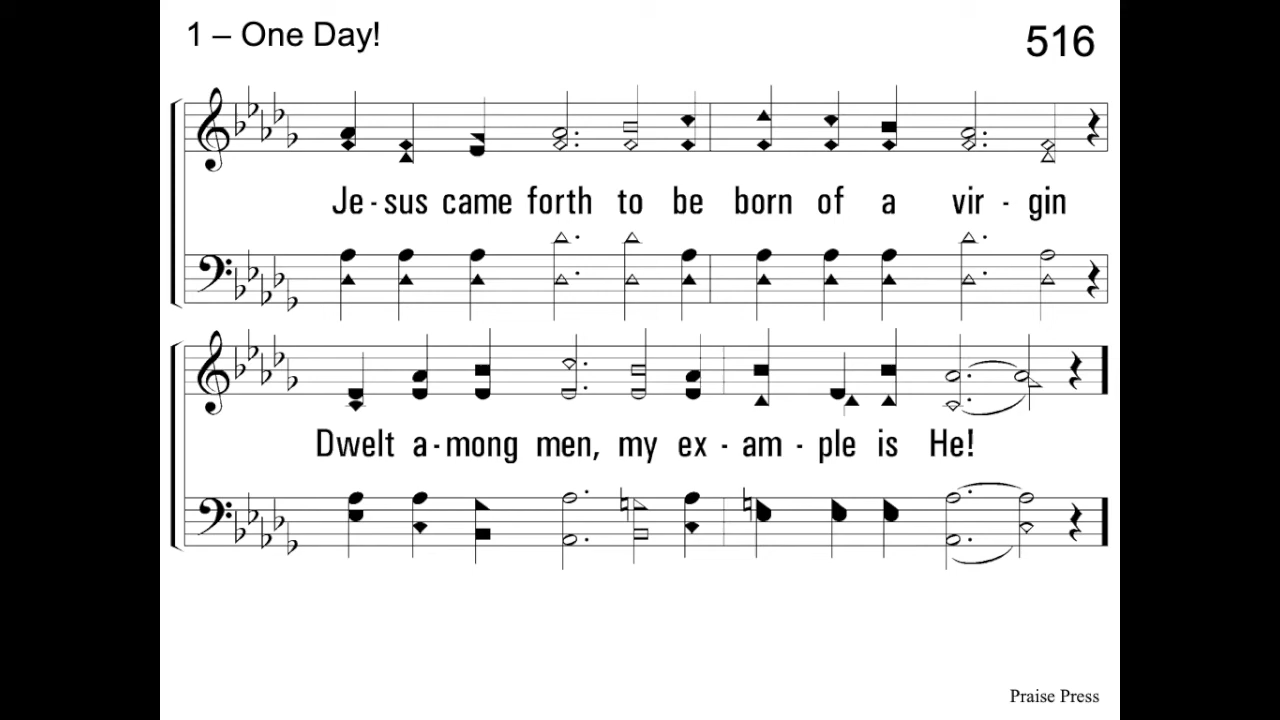 1 – One Day!
516
Je - sus came forth to be born of a vir - gin
Dwelt a - mong men, my ex - am - ple is He!
Praise Press